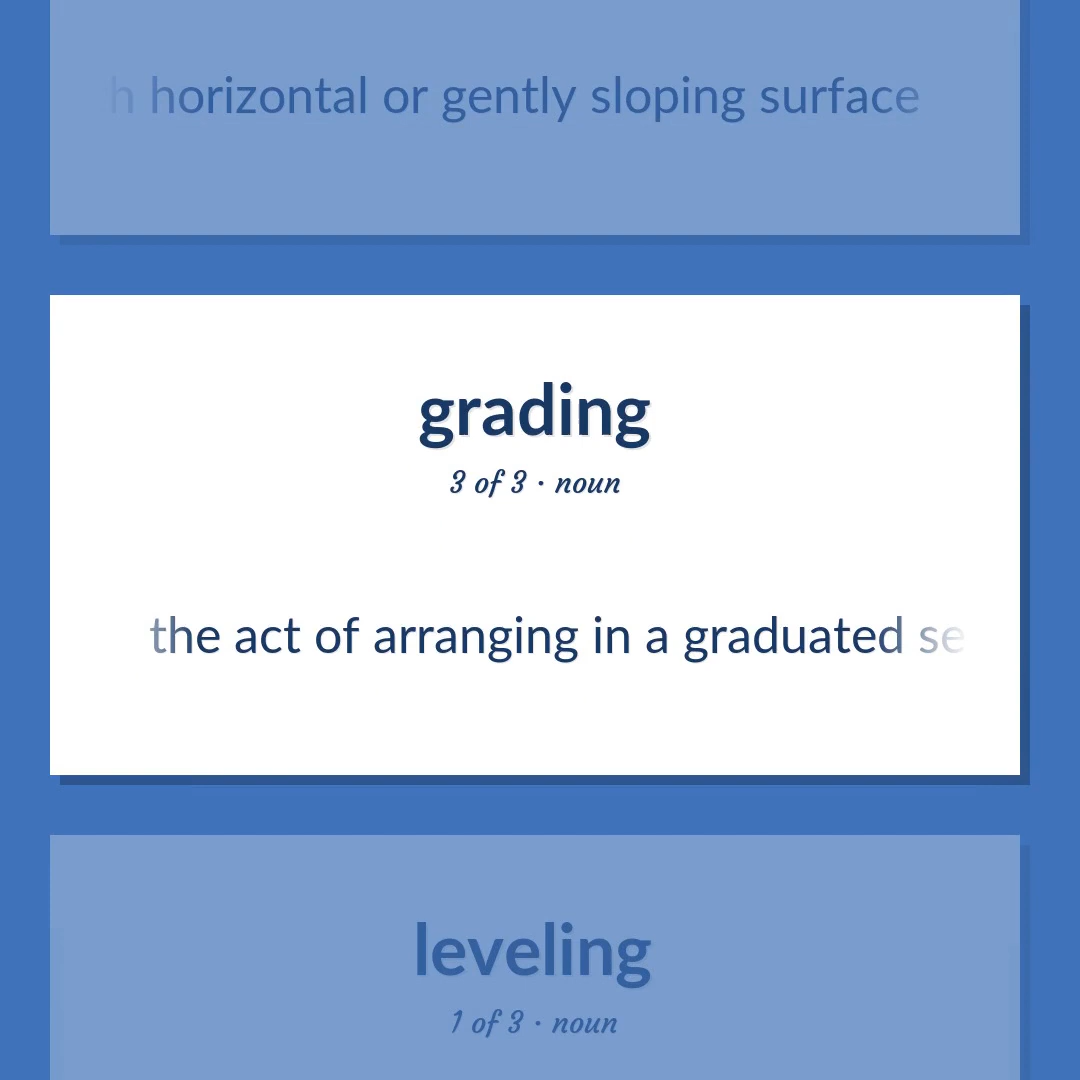 h horizontal or gently sloping surface
grading
3 of 3 · noun
the act of arranging in a graduated se
leveling
1 of 3 · noun